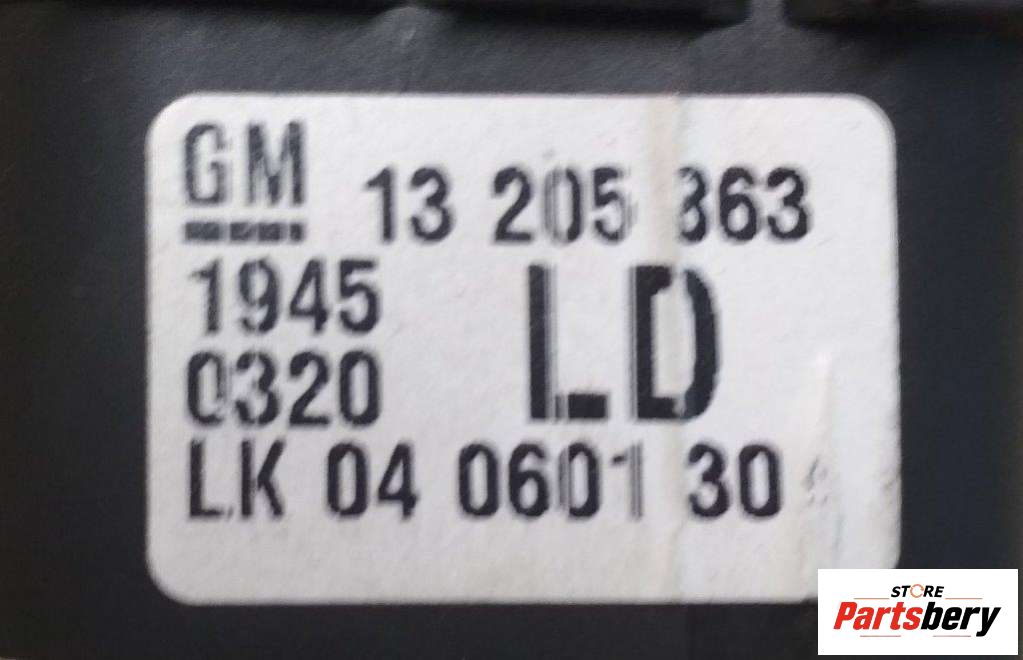 GM 13 205 863
1945
LD
0320
LK 04 0601 30
STORE
Partsbery